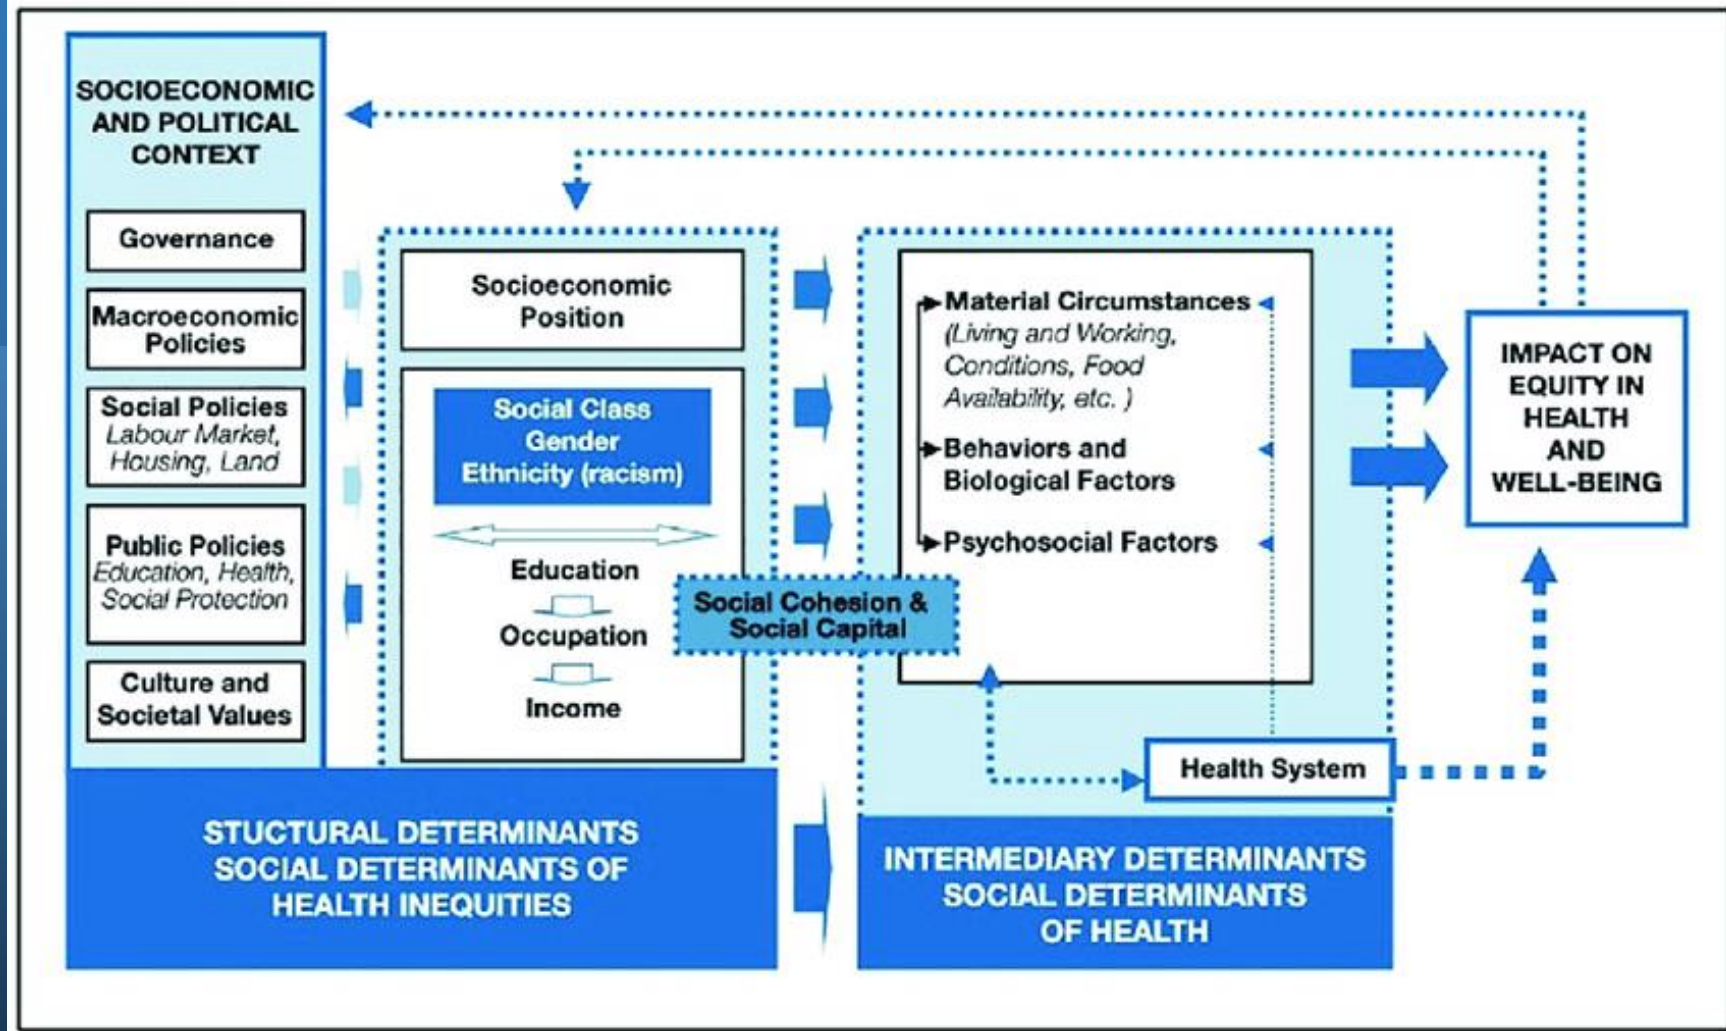 SOCIOECONOMIC
AND POLITICAL
CONTEXT
Governance
Macroeconomic
Policies
Social Policies
Labour Market,
Housing, Land
Public Policies
Education, Health,
Social Protection
Culture and
Societal Values
Socioeconomic
Position
Social Class
Gender
Ethnicity (racism)
Education
Occupation
Income
Social Cohesion &
Social Capital
Material Circumstances
(Living and Working,
Conditions, Food
Availability, etc. )
Behaviors and
Biological Factors
Psychosocial Factors
Health System
IMPACT ON
EQUITY IN
HEALTH
AND
WELL-BEING
STUCTURAL DETERMINANTS
SOCIAL DETERMINANTS OF
HEALTH INEQUITIES
INTERMEDIARY DETERMINANTS
SOCIAL DETERMINANTS
OF HEALTH